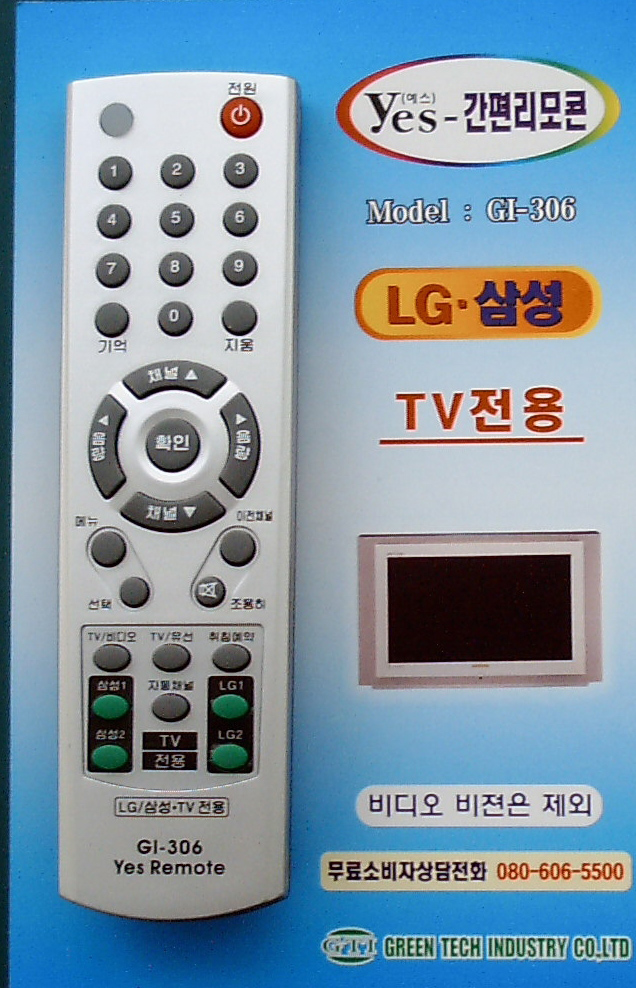 전원
1 2 3
4 5 6
7 8 9
0
기억 지움
채널 ▲
◀ 음량
확인
▶ 음량
채널 ▼
메뉴 이전채널
선택 조용히
TV/비디오 TV/유선 취침예약
삼성1 자동채널 LG1
삼성2 TV LG2
전용
LG/삼성·TV 전용
GI-306
Yes Remote
yes(예스)-간편리모콘
Model : GI-306
LG·삼성
TV전용
비디오 비젼은 제외
무료소비자상담전화 080-606-5500
GTI GREEN TECH INDUSTRY CO.LTD